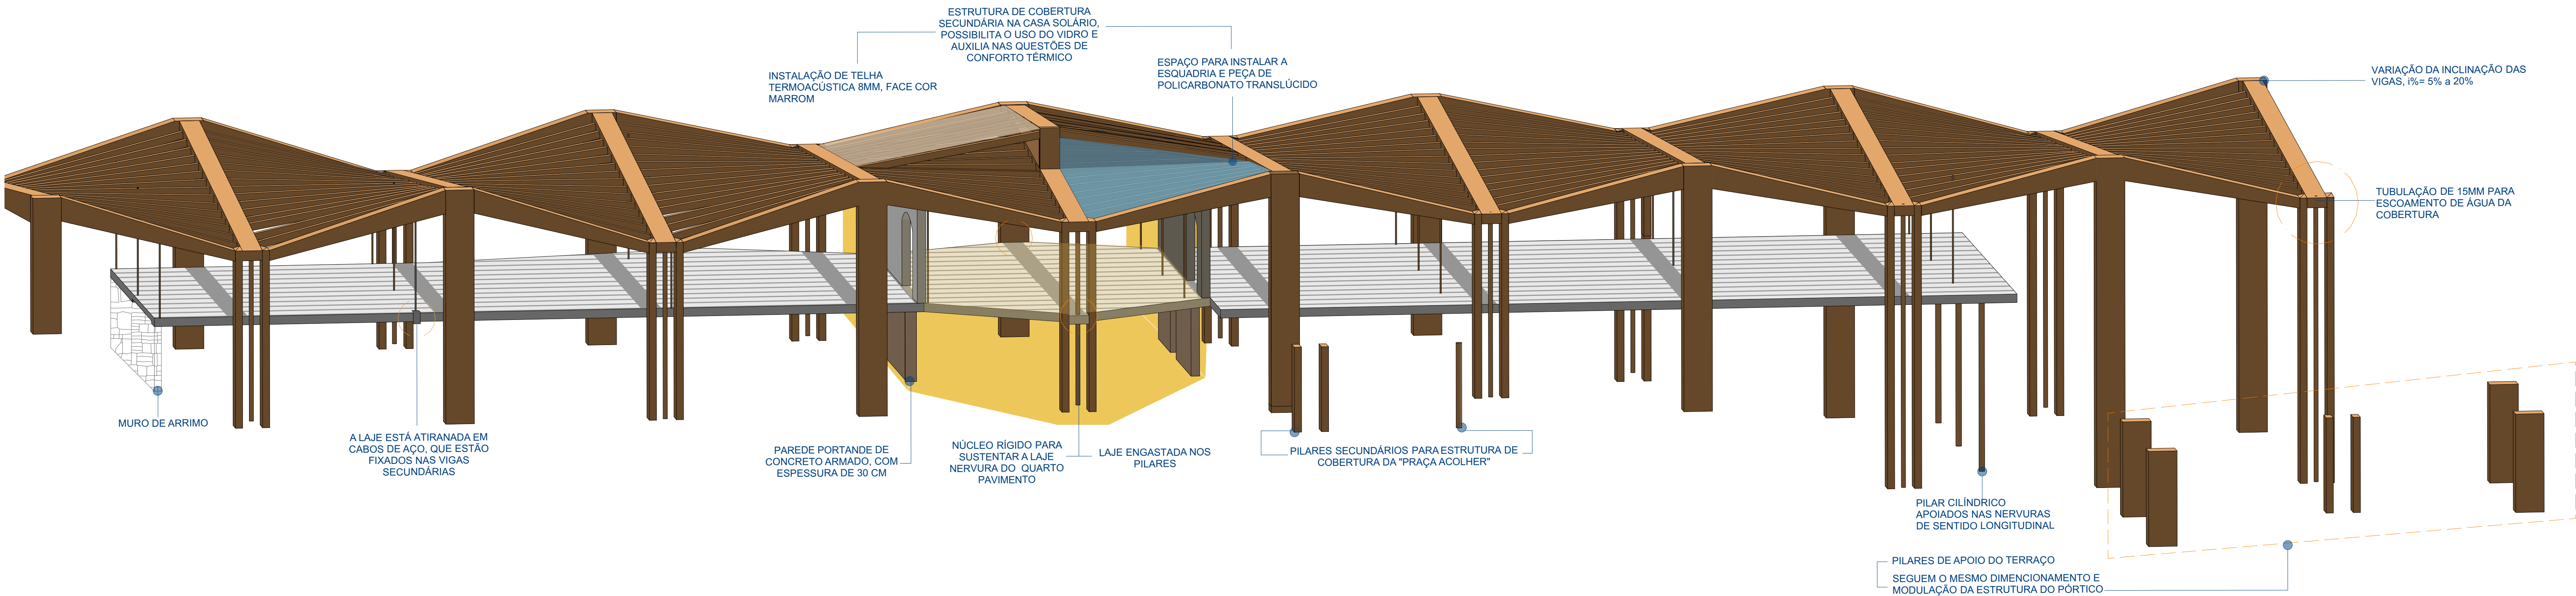 ESTRUTURA DE COBERTURA
SECUNDÁRIA NA CASA SOLÁRIO,
POSSIBILITA O USO DO VIDRO E
AUXILIA NAS QUESTÕES DE
CONFORTO TÉRMICO
INSTALAÇÃO DE TELHA
TERMOACÚSTICA 8MM, FACE COR
MARROM
ESPAÇO PARA INSTALAR A
ESQUADRIA E PEÇA DE
POLICARBONATO TRANSLÚCIDO
VARIAÇÃO DA INCLINAÇÃO DAS
VIGAS, i%= 5% a 20%
TUBULAÇÃO DE 15MM PARA
ESCOAMENTO DE ÁGUA DA
COBERTURA
MURO DE ARRIMO
A LAJE ESTÁ ATIRANADA EM
CABOS DE AÇO, QUE ESTÃO
FIXADOS NAS VIGAS
SECUNDÁRIAS
PAREDE PORTANDE DE
CONCRETO ARMADO, COM
ESPESSURA DE 30 CM
NÚCLEO RÍGIDO PARA
SUSTENTAR A LAJE
NERVURA DO QUARTO
PAVIMENTO
LAJE ENGASTADA NOS
PILARES
PILARES SECUNDÁRIOS PARA ESTRUTURA DE
COBERTURA DA "PRAÇA ACOLHER"
PILAR CILÍNDRICO
APOIADOS NAS NERVURAS
DE SENTIDO LONGITUDINAL
PILARES DE APOIO DO TERRAÇO
SEGUEM O MESMO DIMENCIONAMENTO E
MODULAÇÃO DA ESTRUTURA DO PÓRTICO